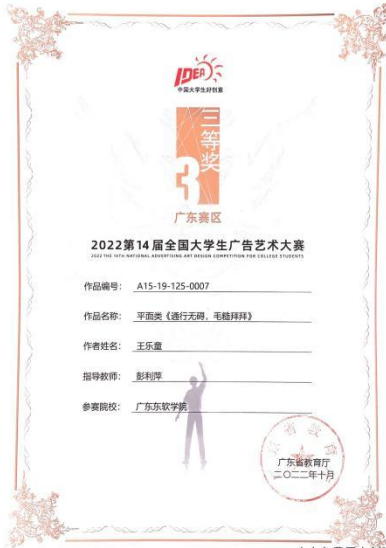 IDEA
中国大学生好创意
三等奖
3
广东赛区
2022第14届全国大学生广告艺术大赛
2022 THE 14TH NATIONAL ADVERTISING ART DESIGN COMPETITION FOR COLLEGE STUDENTS
作品编号: A15-19-125-0007
作品名称: 平面类《通行无碍,毛糙拜拜》
作者姓名: 王乐童
指导教师: 彭利萍
参赛院校: 广东东软学院
广东省教育厅
二〇二二年十月